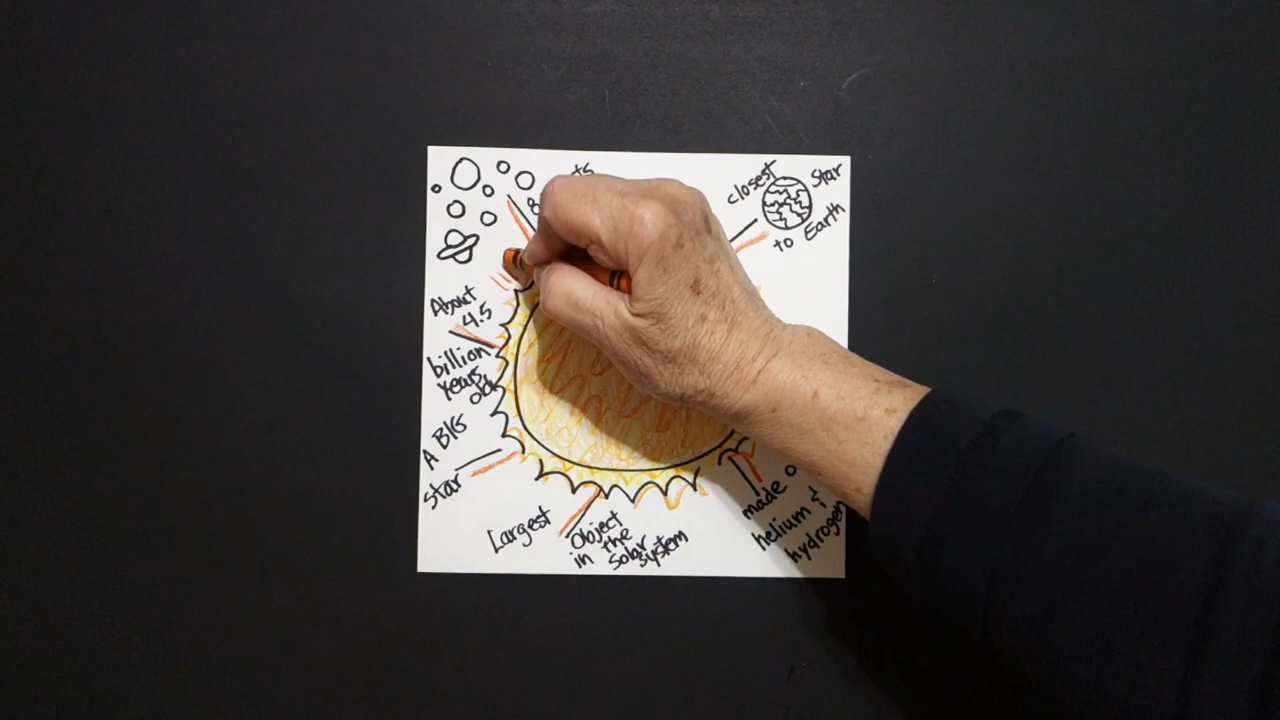 closest
Star
to Earth
About
4.5
billion
years
old
A BIG
star
Largest
Object
in the
solar
system
made
helium &
hydrogen